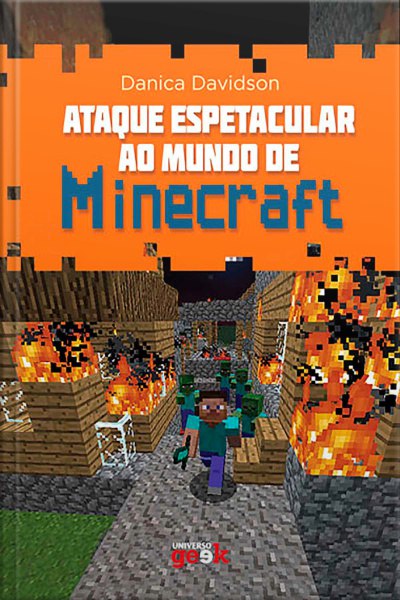 Danica Davidson
ATAQUE ESPETACULAR
AO MUNDO DE
Minecraft
UNIVERSO
geek